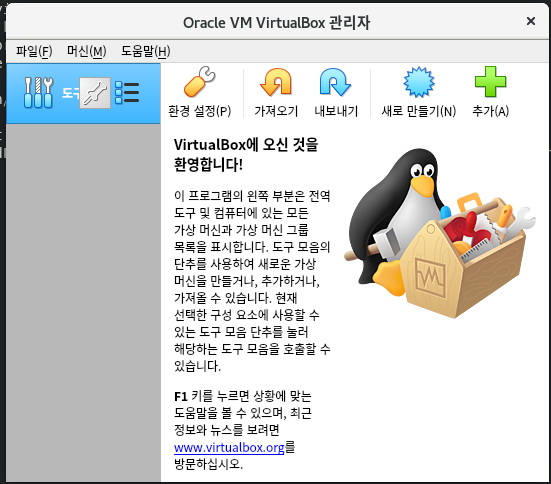 Oracle VM VirtualBox 관리자
파일(F) 머신(M) 도움말(H)
환경 설정(P) 가져오기 내보내기 새로 만들기(N) 추가(A)
VirtualBox에 오신 것을
환영합니다!
이 프로그램의 왼쪽 부분은 전역
도구 및 컴퓨터에 있는 모든
가상 머신과 가상 머신 그룹
목록을 표시합니다. 도구 모음의
단추를 사용하여 새로운 가상
머신을 만들거나, 추가하거나,
가져올 수 있습니다. 현재
선택한 구성 요소에 사용할 수
있는 도구 모음 단추를 눌러
해당하는 도구 모음을 호출할 수
있습니다.
F1 키를 누르면 상황에 맞는
도움말을 볼 수 있으며, 최근
정보와 뉴스를 보려면
www.virtualbox.org를
방문하십시오.